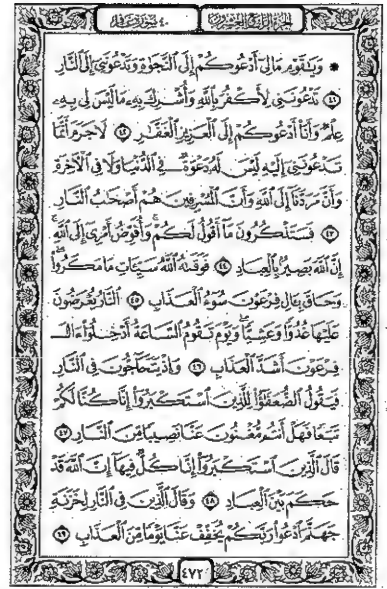 الجزء الرابع والعشرون
٤٠ سورة غافر
۞ وَيَٰقَوْمِ مَا لِيٓ أَدْعُوكُمْ إِلَى ٱلنَّجَوٰةِ وَتَدْعُونَنِيٓ إِلَى ٱلنَّارِ
٤١ تَدْعُونَنِي لِأَكْفُرَ بِٱللَّهِ وَأُشْرِكَ بِهِۦ مَا لَيْسَ لِي بِهِۦ
عِلْمٌ وَأَنَا۠ أَدْعُوكُمْ إِلَى ٱلْعَزِيزِ ٱلْغَفَّٰرِ ٤٢ لَا جَرَمَ أَنَّمَا
تَدْعُونَنِيٓ إِلَيْهِ لَيْسَ لَهُۥ دَعْوَةٌ فِي ٱلدُّنْيَا وَلَا فِي ٱلْءَاخِرَةِ
وَأَنَّ مَرَدَّنَآ إِلَى ٱللَّهِ وَأَنَّ ٱلْمُسْرِفِينَ هُمْ أَصْحَٰبُ ٱلنَّارِ
٤٣ فَسَتَذْكُرُونَ مَآ أَقُولُ لَكُمْ وَأُفَوِّضُ أَمْرِيٓ إِلَى ٱللَّهِ
إِنَّ ٱللَّهَ بَصِيرٌۢ بِٱلْعِبَادِ ٤٤ فَوَقَىٰهُ ٱللَّهُ سَيِّـَٔاتِ مَا مَكَرُوا۟
وَحَاقَ بِـَٔالِ فِرْعَوْنَ سُوٓءُ ٱلْعَذَابِ ٤٥ ٱلنَّارُ يُعْرَضُونَ
عَلَيْهَا غُدُوًّا وَعَشِيًّا وَيَوْمَ تَقُومُ ٱلسَّاعَةُ أَدْخِلُوٓا۟ ءَالَ
فِرْعَوْنَ أَشَدَّ ٱلْعَذَابِ ٤٦ وَإِذْ يَتَحَآجُّونَ فِي ٱلنَّارِ
فَيَقُولُ ٱلضُّعَفَٰٓؤُا۟ لِلَّذِينَ ٱسْتَكْبَرُوٓا۟ إِنَّا كُنَّا لَكُمْ
تَبَعًا فَهَلْ أَنتُم مُّغْنُونَ عَنَّا نَصِيبًا مِّنَ ٱلنَّارِ ٤٧
قَالَ ٱلَّذِينَ ٱسْتَكْبَرُوٓا۟ إِنَّا كُلٌّ فِيهَآ إِنَّ ٱللَّهَ قَدْ
حَكَمَ بَيْنَ ٱلْعِبَادِ ٤٨ وَقَالَ ٱلَّذِينَ فِي ٱلنَّارِ لِخَزَنَةِ
جَهَنَّمَ ٱدْعُوا۟ رَبَّكُمْ يُخَفِّفْ عَنَّا يَوْمًا مِّنَ ٱلْعَذَابِ ٤٩
٤٧٢